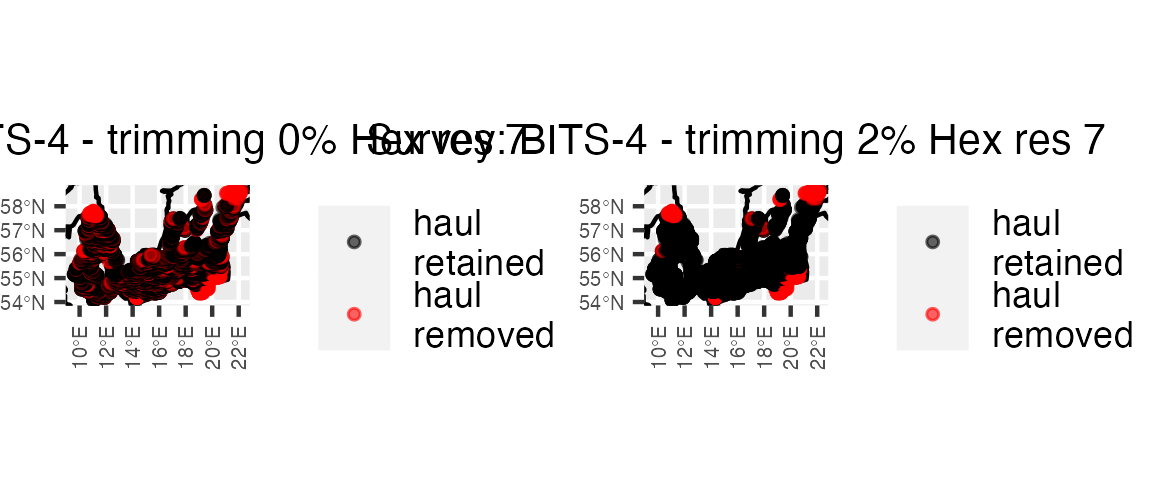 TS-4 - trimming 0% Hex res 7
Survey: BITS-4 - trimming 2% Hex res 7
58°N
57°N
56°N
55°N
54°N
10°E
12°E
14°E
16°E
18°E
20°E
22°E
haul
retained
haul
removed
58°N
57°N
56°N
55°N
54°N
10°E
12°E
14°E
16°E
18°E
20°E
22°E
haul
retained
haul
removed